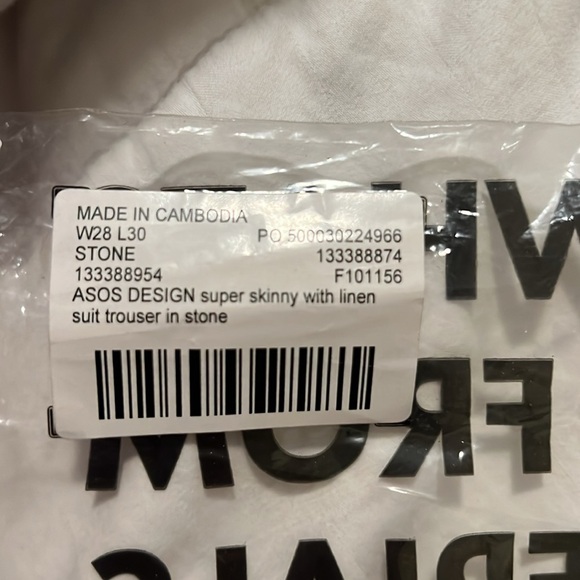 MADE IN CAMBODIA
W28 L30 PO 500030224966
STONE 133388874
133388954 F101156
ASOS DESIGN super skinny with linen
suit trouser in stone
FROM